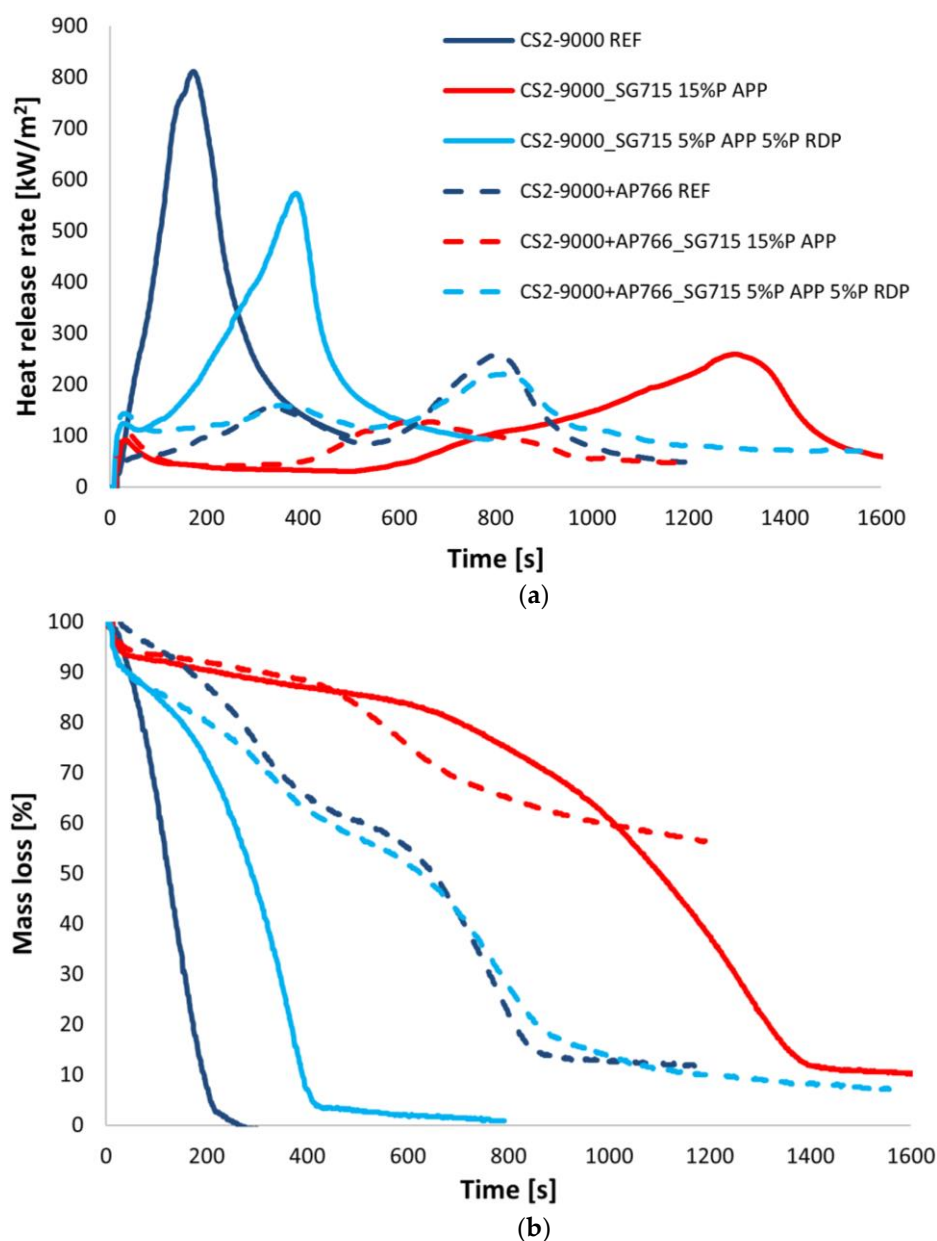 900
800
700
600
500
400
300
200
100
0
Heat release rate [kW/m²]
CS2-9000 REF
CS2-9000_SG715 15%P APP
CS2-9000_SG715 5%P APP 5%P RDP
CS2-9000+AP766 REF
CS2-9000+AP766_SG715 15%P APP
CS2-9000+AP766_SG715 5%P APP 5%P RDP
0 200 400 600 800 1000 1200 1400 1600
Time [s]
(a)
100
90
80
70
60
50
40
30
20
10
0
Mass loss [%]
0 200 400 600 800 1000 1200 1400 1600
Time [s]
(b)